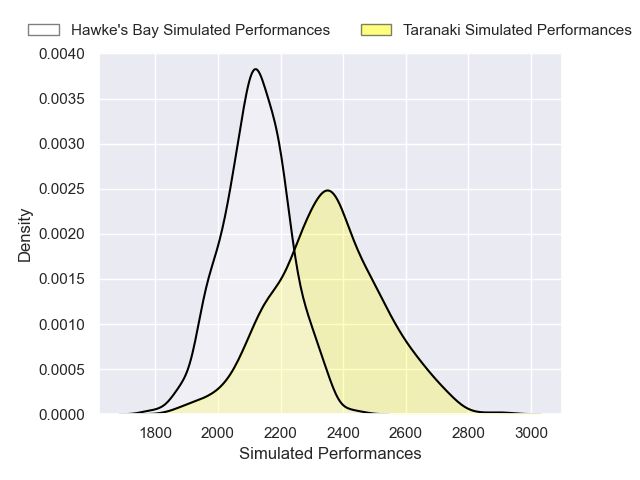 Hawke's Bay Simulated Performances Taranaki Simulated Performances
0.0040
0.0035
0.0030
0.0025
0.0020
0.0015
0.0010
0.0005
0.0000
Density
1800 2000 2200 2400 2600 2800 3000
Simulated Performances